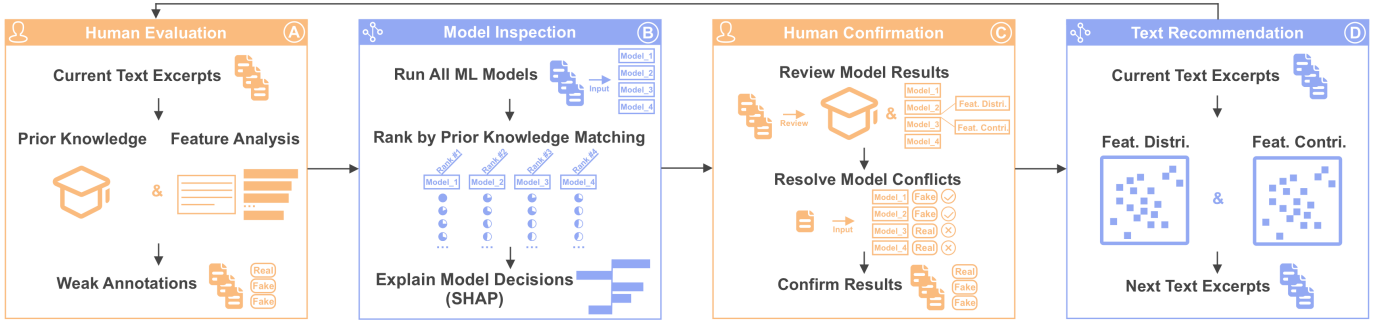 Human Evaluation
A
Current Text Excerpts
Prior Knowledge
Feature Analysis
&
...
Weak Annotations
Real
Fake
Fake
Model Inspection
B
Run All ML Models
Input
Model_1
Model_2
Model_3
Model_4
Rank by Prior Knowledge Matching
Rank #1
Rank #2
Rank #3
Rank #4
Model_1
Model_2
Model_3
Model_4
... ... ... ...
Explain Model Decisions
(SHAP)
Human Confirmation
C
Review Model Results
Review
&
Model_1
Model_2
Model_3
Model_4
Feat. Distri.
Feat. Contri.
Resolve Model Conflicts
Input
Model_1 Fake
Model_2 Fake
Model_3 Real
Model_4 Real
Confirm Results
Real
Fake
Fake
Text Recommendation
D
Current Text Excerpts
Feat. Distri.
Feat. Contri.
&
Next Text Excerpts